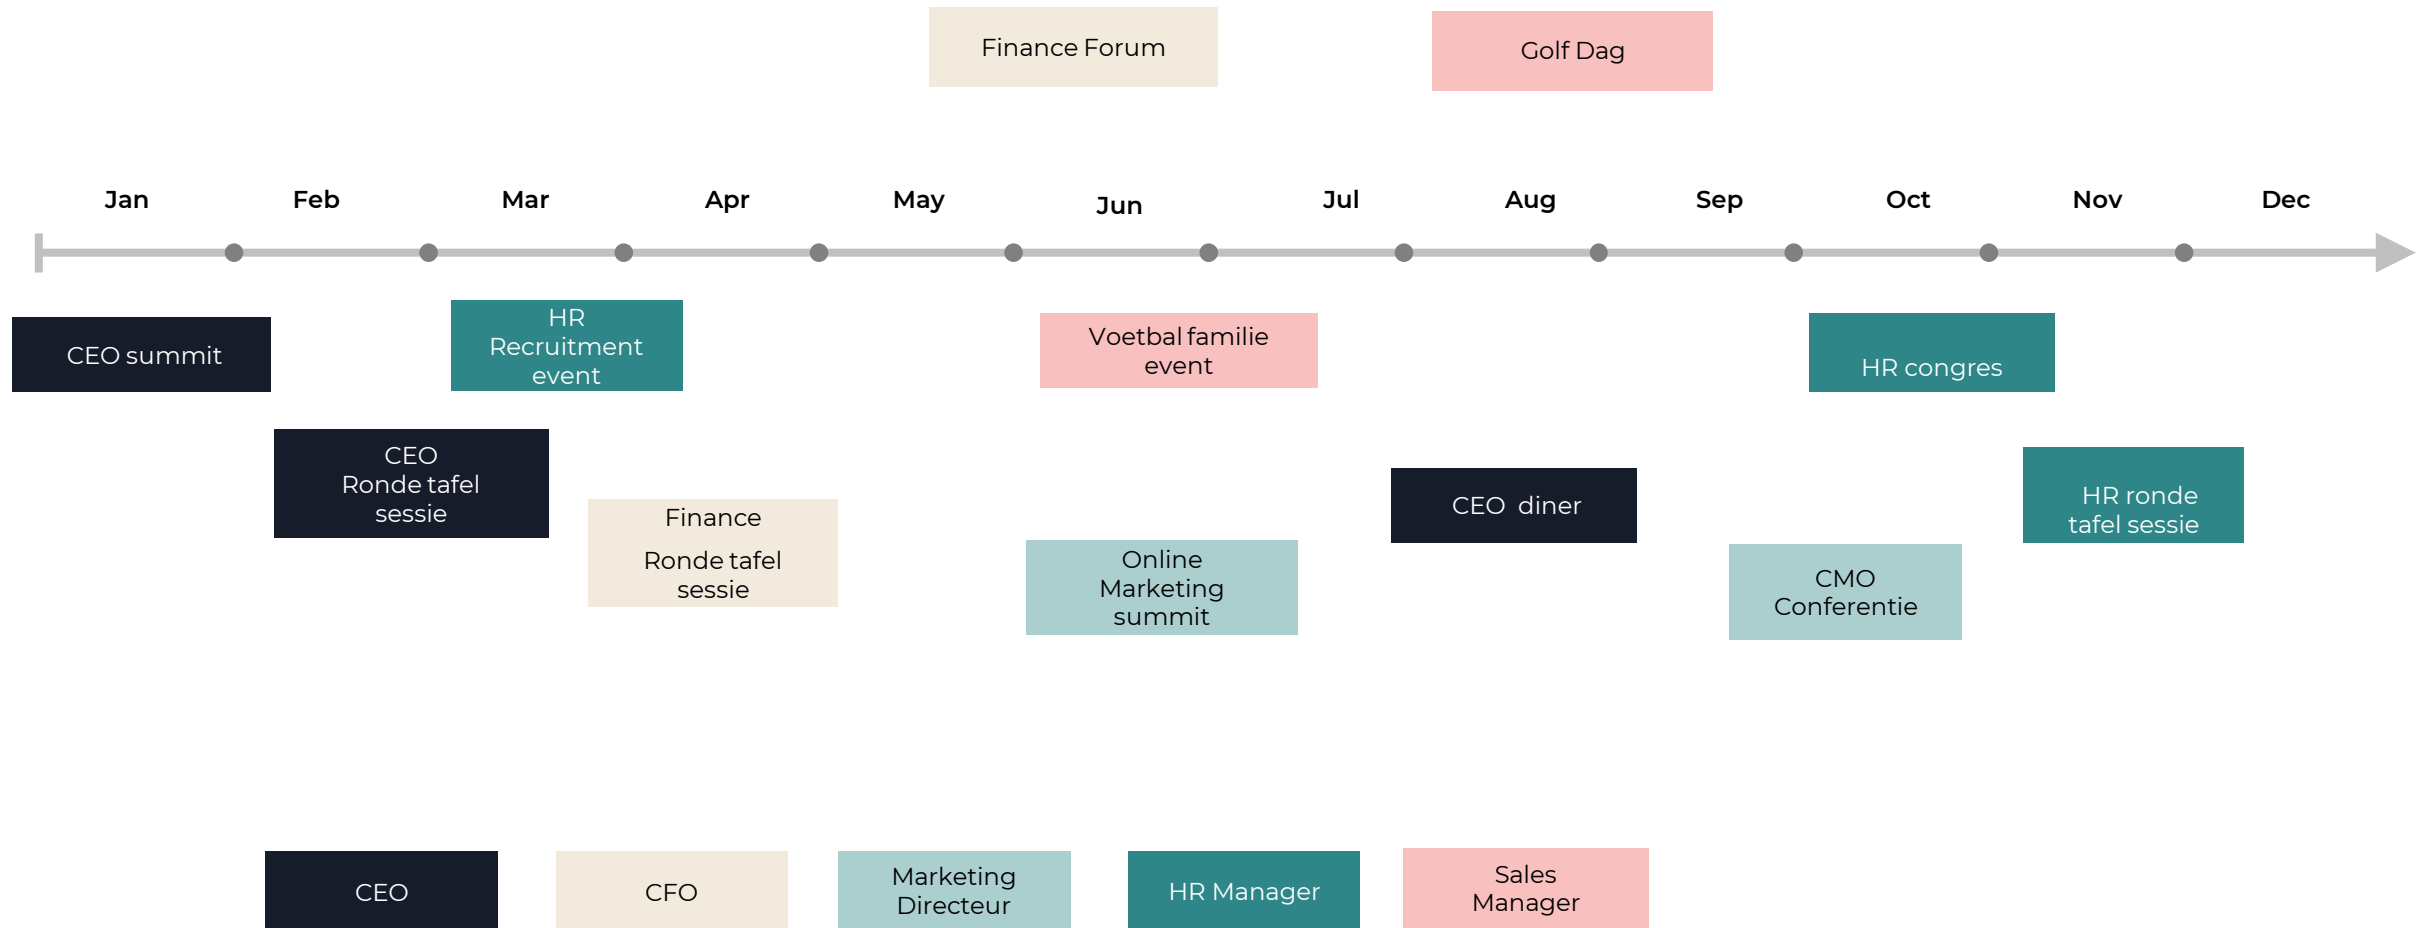 Finance Forum
Golf Dag
Jan
Feb
Mar
Apr
May
Jun
Jul
Aug
Sep
Oct
Nov
Dec
CEO summit
HR
Recruitment
event
Voetbal familie
event
HR congres
CEO
Ronde tafel
sessie
Finance
Ronde tafel
sessie
Online
Marketing
summit
CEO  diner
CMO
Conferentie
HR ronde
tafel sessie
CEO
CFO
Marketing
Directeur
HR Manager
Sales
Manager